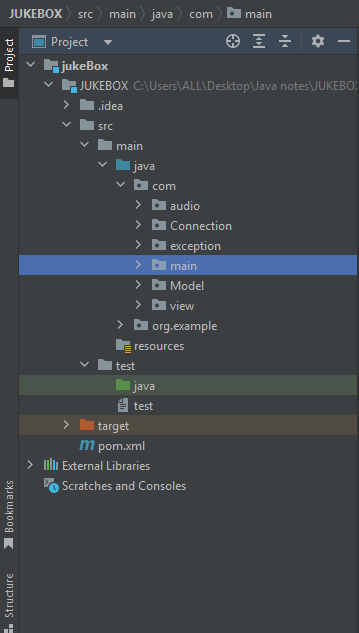 JUKEBOX > src > main > java > com > main
Project
Project
jukeBox
JUKEBOX C:\Users\ALL\Desktop\Java notes\JUKEBOX
.idea
src
main
java
com
audio
Connection
exception
main
Model
view
org.example
resources
test
java
test
target
pom.xml
External Libraries
Scratches and Consoles
Bookmarks
Structure